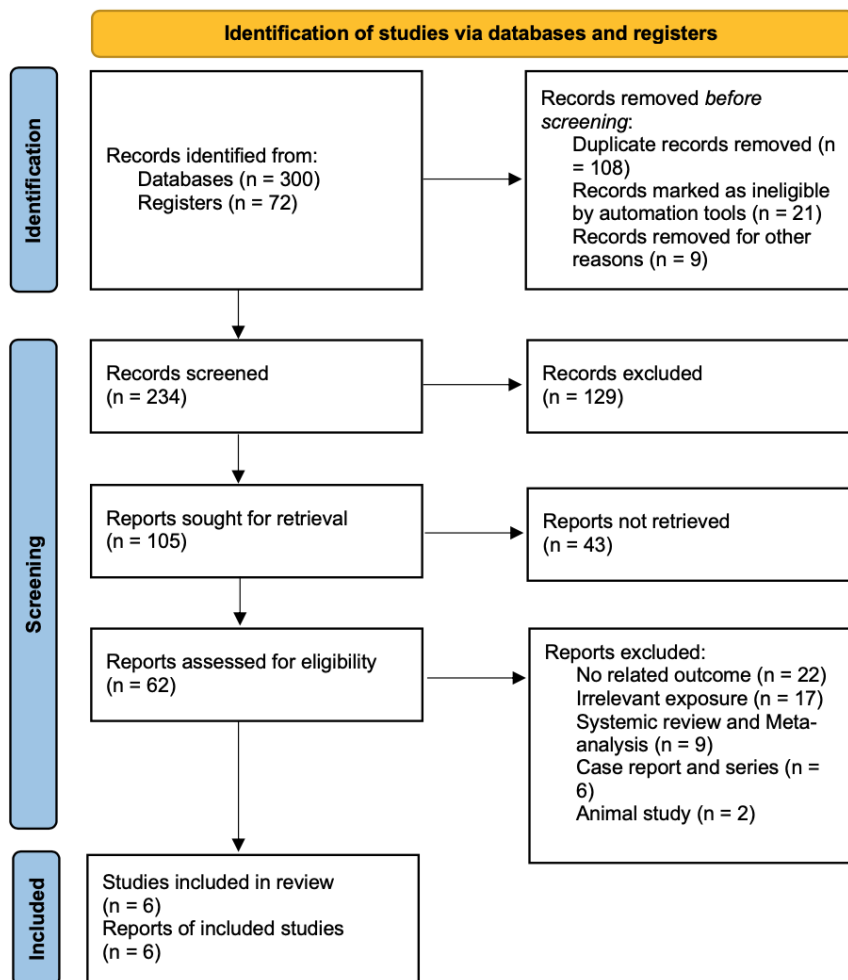 Identification of studies via databases and registers
Identification
Records identified from:
Databases (n = 300)
Registers (n = 72)
Records removed before
screening:
Duplicate records removed (n
= 108)
Records marked as ineligible
by automation tools (n = 21)
Records removed for other
reasons (n = 9)
Screening
Records screened
(n = 234)
Records excluded
(n = 129)
Reports sought for retrieval
(n = 105)
Reports not retrieved
(n = 43)
Reports assessed for eligibility
(n = 62)
Reports excluded:
No related outcome (n = 22)
Irrelevant exposure (n = 17)
Systemic review and Meta-
analysis (n = 9)
Case report and series (n =
6)
Animal study (n = 2)
Included
Studies included in review
(n = 6)
Reports of included studies
(n = 6)